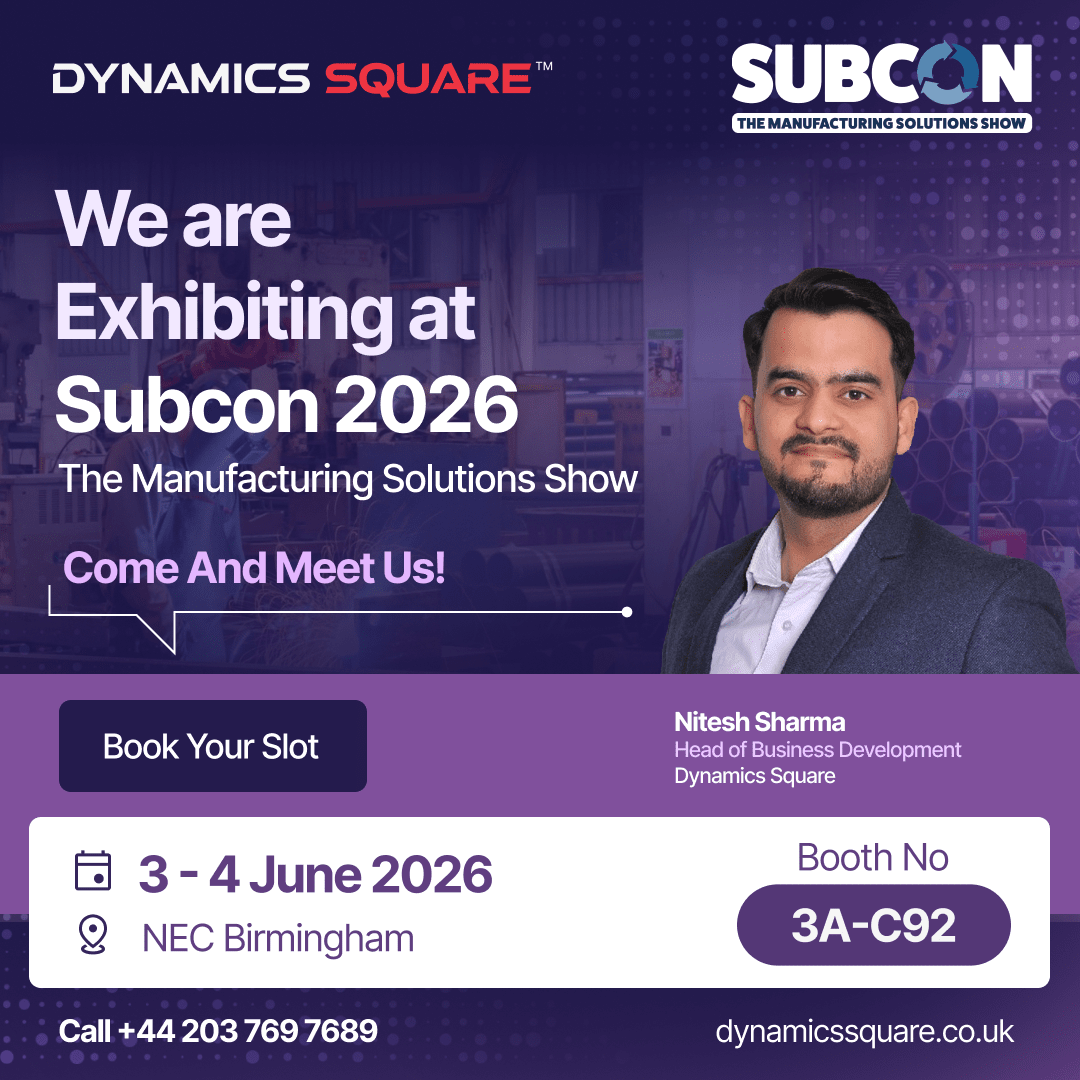 DYNAMICS SQUARE™
SUBCON
THE MANUFACTURING SOLUTIONS SHOW
We are
Exhibiting at
Subcon 2026
The Manufacturing Solutions Show
Come And Meet Us!
Book Your Slot
Nitesh Sharma
Head of Business Development
Dynamics Square
3 - 4 June 2026
NEC Birmingham
Booth No
3A-C92
Call +44 203 769 7689
dynamicssquare.co.uk